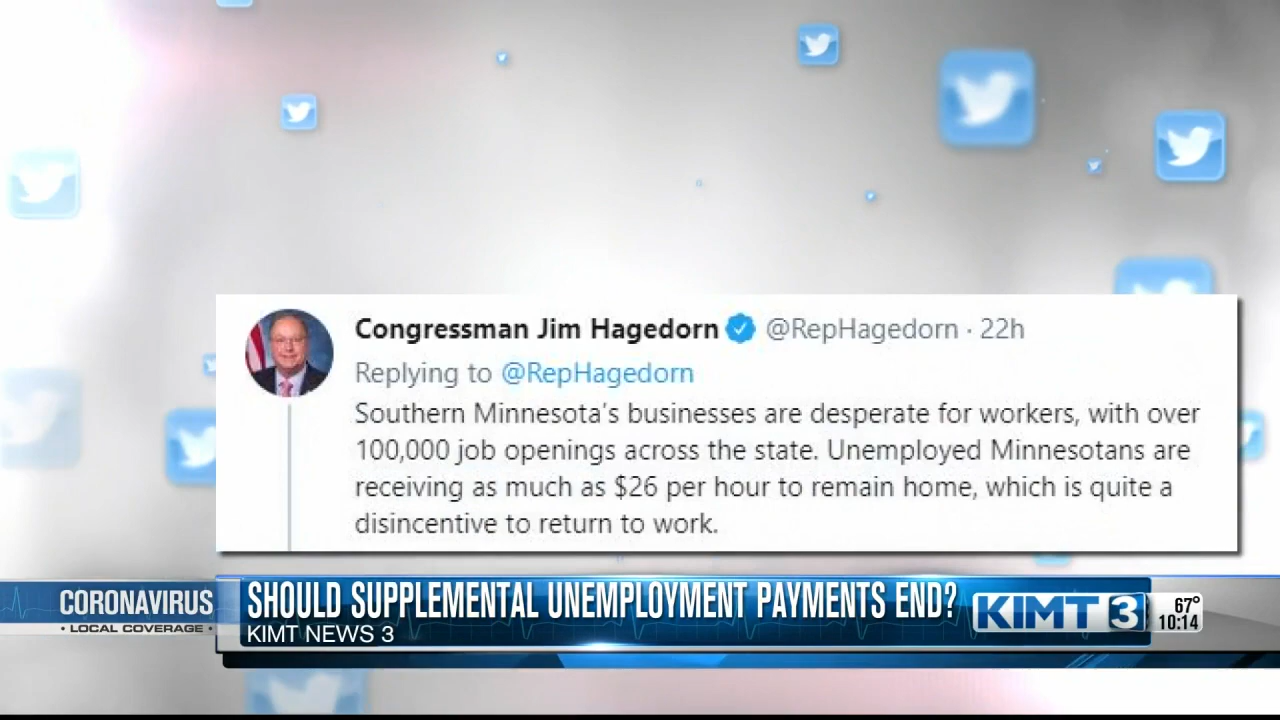 Congressman Jim Hagedorn @RepHagedorn · 22h
Replying to @RepHagedorn
Southern Minnesota's businesses are desperate for workers, with over
100,000 job openings across the state. Unemployed Minnesotans are
receiving as much as $26 per hour to remain home, which is quite a
disincentive to return to work.
CORONAVIRUS
• LOCAL COVERAGE •
SHOULD SUPPLEMENTAL UNEMPLOYMENT PAYMENTS END?
KIMT NEWS 3
KIMT 3
67°
10:14